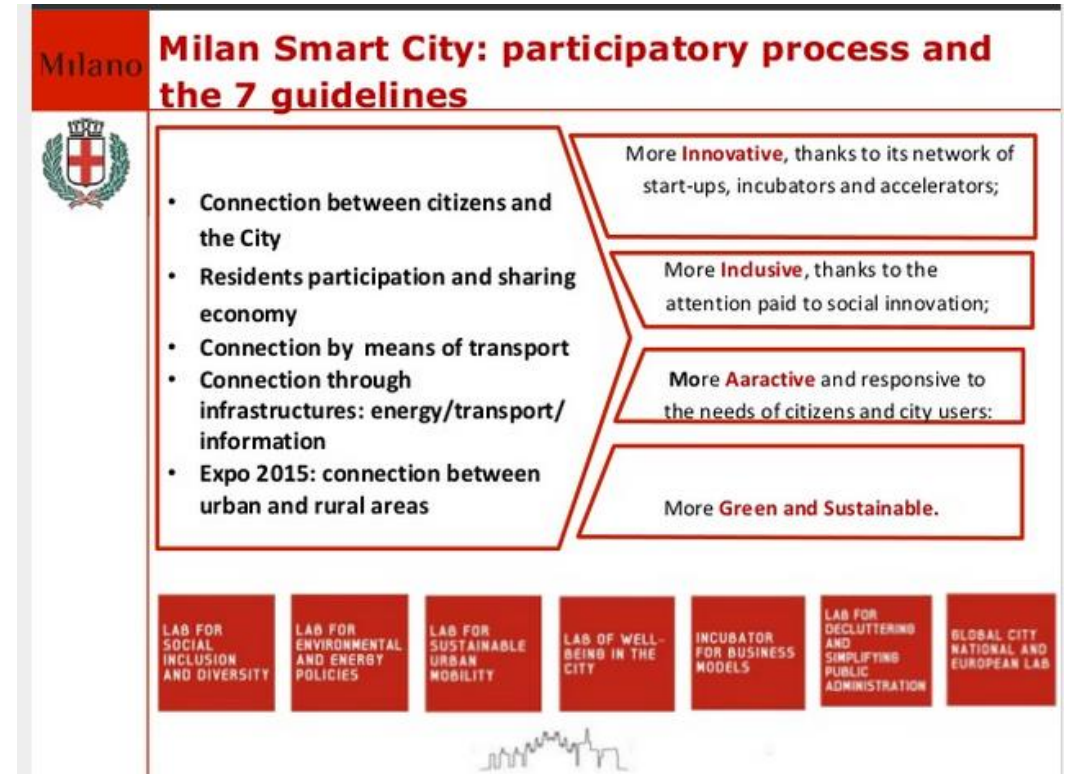 Milano
Milan Smart City: participatory process and
the 7 guidelines
• Connection between citizens and
the City
• Residents participation and sharing
economy
• Connection by means of transport
• Connection through
infrastructures: energy/transport/
information
• Expo 2015: connection between
urban and rural areas
More Innovative, thanks to its network of
start-ups, incubators and accelerators;
More Inclusive, thanks to the
attention paid to social innovation;
More Aaractive and responsive to
the needs of citizens and city users:
More Green and Sustainable.
LAB FOR
SOCIAL
INCLUSION
AND DIVERSITY
LAB FOR
ENVIRONMENTAL
AND ENERGY
POLICIES
LAB FOR
SUSTAINABLE
URBAN
MOBILITY
LAB OF WELL-
BEING IN THE
CITY
INCUBATOR
FOR BUSINESS
MODELS
LAB FOR
DECLUTTERING
AND
SIMPLIFYING
PUBLIC
ADMINISTRATION
GLOBAL CITY
NATIONAL AND
EUROPEAN LAB